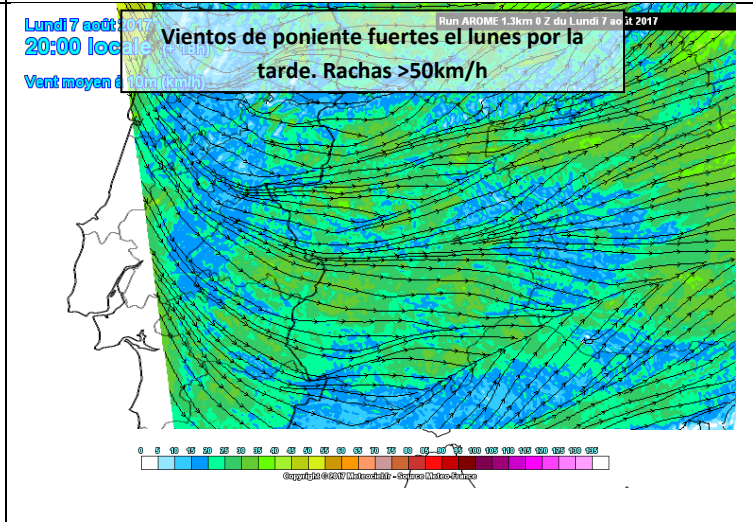 Lundi 7 août 2017
Run AROME 1.3km 0 Z du Lundi 7 août 2017
20:00 locale (+18h)
Vent moyen à 10m (km/h)
Vientos de poniente fuertes el lunes por la
tarde. Rachas >50km/h
0 5 10 15 20 25 30 35 40 45 50 55 60 65 70 75 80 85 90 95 100 105 110 115 120 125 130 135
Copyright © 2017 Meteociel.fr - Source Meteo-France